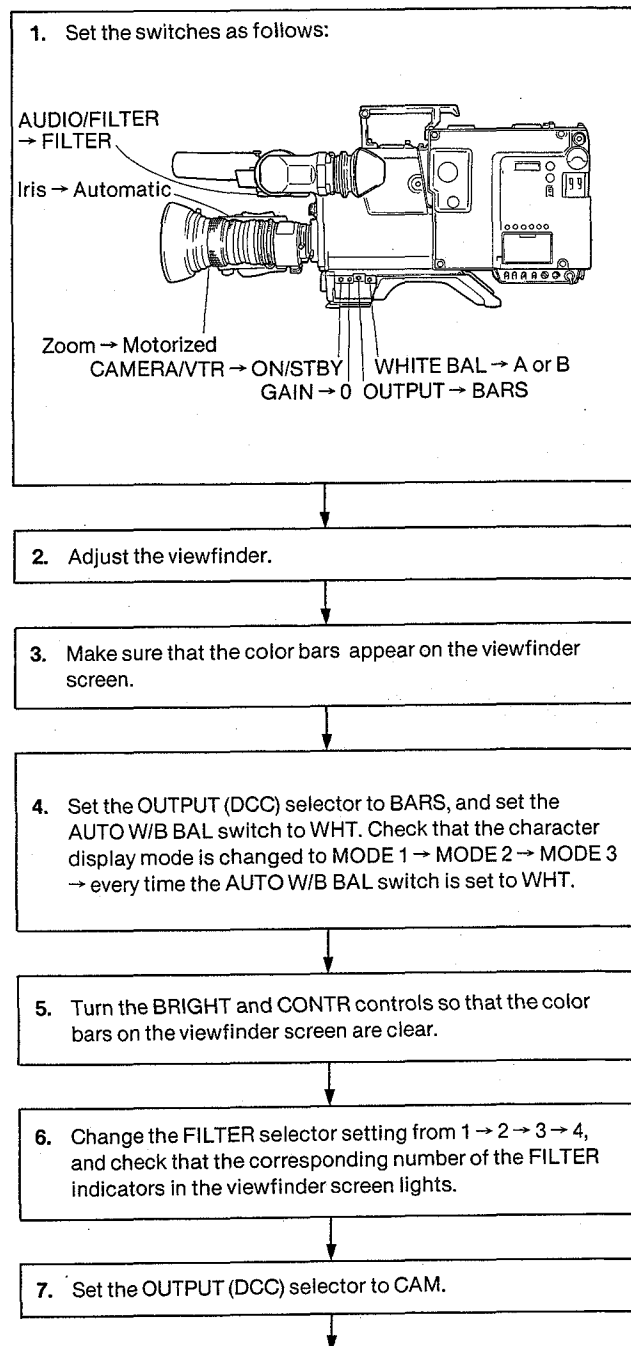 1. Set the switches as follows:
AUDIO/FILTER
→ FILTER
Iris → Automatic
Zoom → Motorized
CAMERA/VTR → ON/STBY WHITE BAL → A or B
GAIN → 0 OUTPUT → BARS
2. Adjust the viewfinder.
3. Make sure that the color bars appear on the viewfinder
screen.
4. Set the OUTPUT (DCC) selector to BARS, and set the
AUTO W/B BAL switch to WHT. Check that the character
display mode is changed to MODE 1 → MODE 2 → MODE 3
→ every time the AUTO W/B BAL switch is set to WHT.
5. Turn the BRIGHT and CONTR controls so that the color
bars on the viewfinder screen are clear.
6. Change the FILTER selector setting from 1 → 2 → 3 → 4,
and check that the corresponding number of the FILTER
indicators in the viewfinder screen lights.
7. Set the OUTPUT (DCC) selector to CAM.